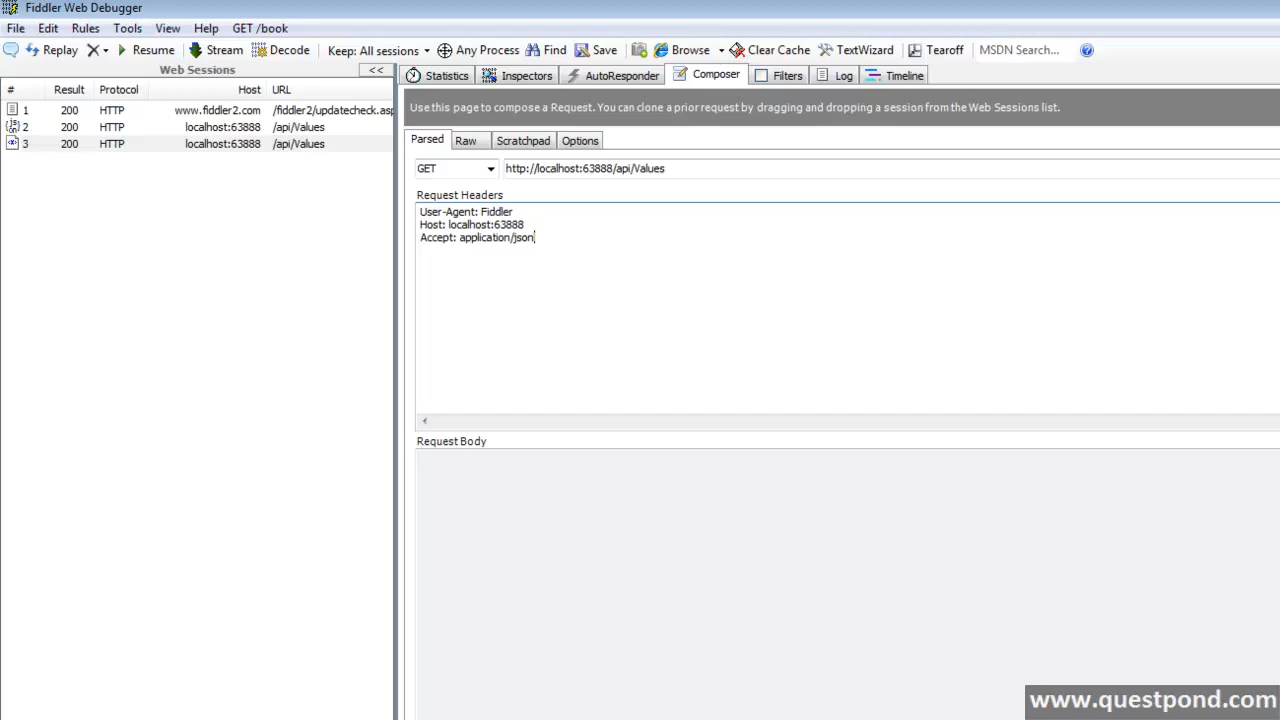 Fiddler Web Debugger
File Edit Rules Tools View Help GET /book
Replay Resume Stream Decode Keep: All sessions Any Process Find Save Browse Clear Cache TextWizard Tearoff MSDN Search...
Web Sessions <<
Statistics Inspectors AutoResponder Composer Filters Log Timeline
# Result Protocol Host URL
1 200 HTTP www.fiddler2.com /fiddler2/updatecheck.asp
2 200 HTTP localhost:63888 /api/Values
3 200 HTTP localhost:63888 /api/Values
Use this page to compose a Request. You can clone a prior request by dragging and dropping a session from the Web Sessions list.
Parsed Raw Scratchpad Options
GET http://localhost:63888/api/Values
Request Headers
User-Agent: Fiddler
Host: localhost:63888
Accept: application/json
Request Body
www.questpond.com